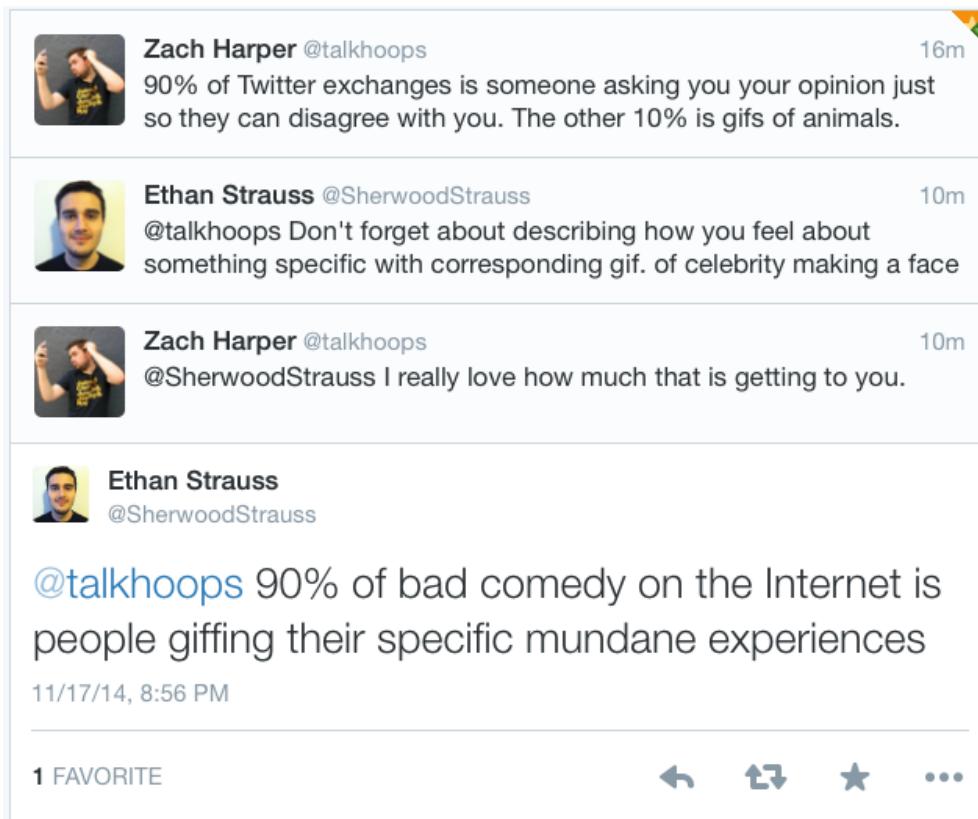 Zach Harper @talkhoops 16m
90% of Twitter exchanges is someone asking you your opinion just
so they can disagree with you. The other 10% is gifs of animals.
Ethan Strauss @SherwoodStrauss 10m
@talkhoops Don't forget about describing how you feel about
something specific with corresponding gif. of celebrity making a face
Zach Harper @talkhoops 10m
@SherwoodStrauss I really love how much that is getting to you.
Ethan Strauss
@SherwoodStrauss
@talkhoops 90% of bad comedy on the Internet is
people giffing their specific mundane experiences
11/17/14, 8:56 PM
1 FAVORITE